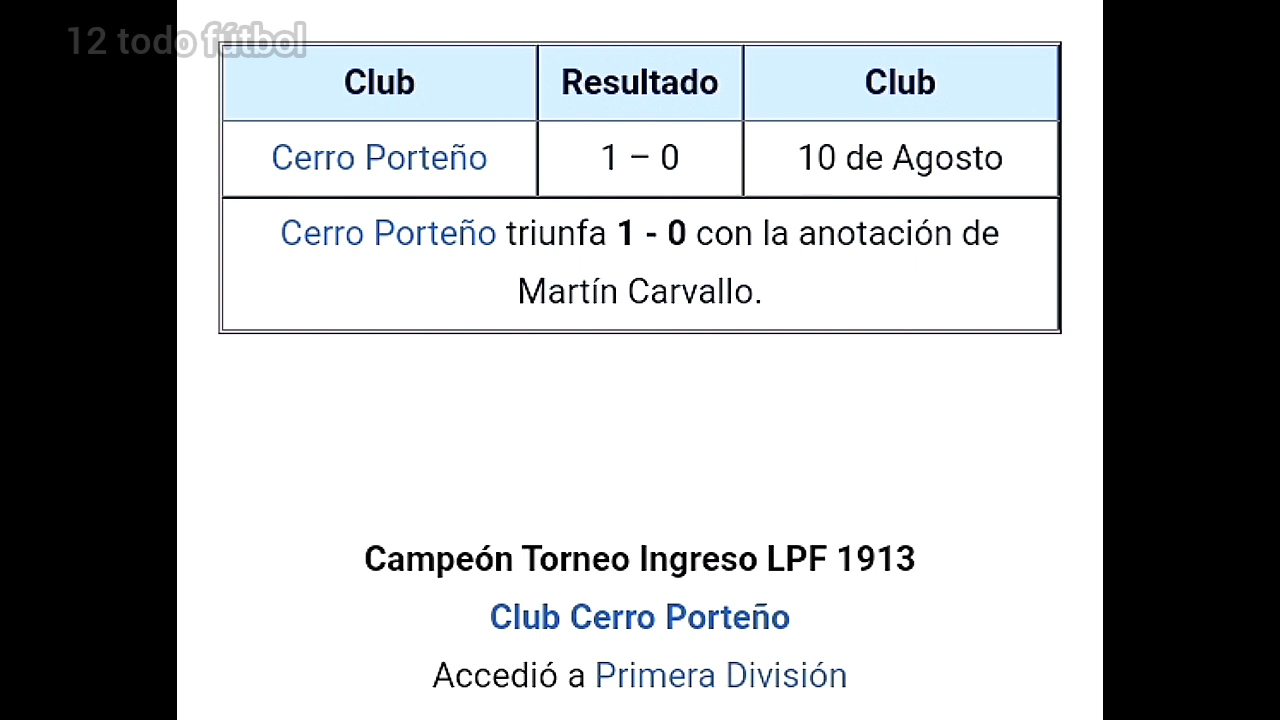 12 todo fútbol
Club Resultado Club
Cerro Porteño 1 – 0 10 de Agosto
Cerro Porteño triunfa 1 - 0 con la anotación de
Martín Carvallo.
Campeón Torneo Ingreso LPF 1913
Club Cerro Porteño
Accedió a Primera División